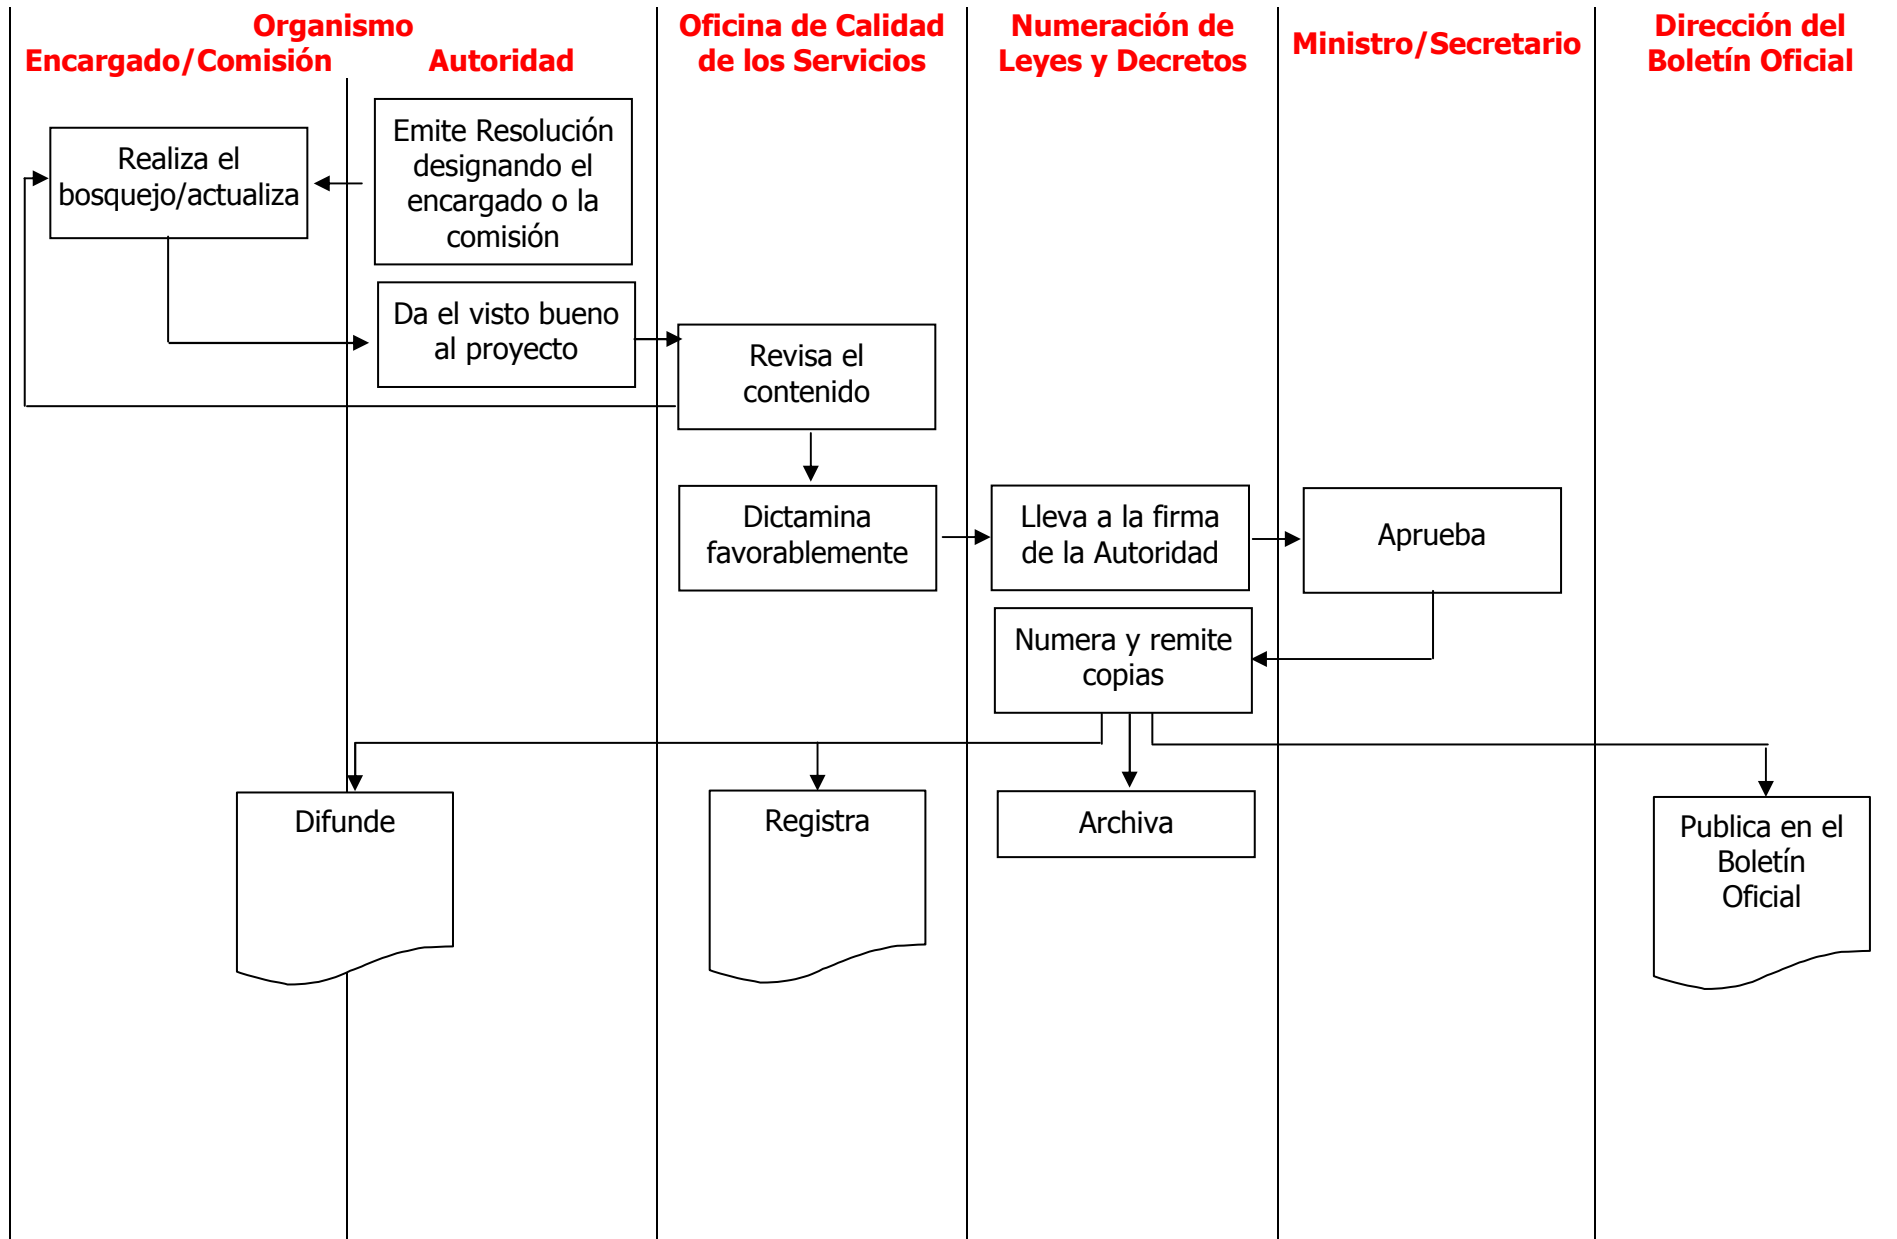 Organismo
Encargado/Comisión
Autoridad
Oficina de Calidad
de los Servicios
Numeración de
Leyes y Decretos
Ministro/Secretario
Dirección del
Boletín Oficial
Realiza el
bosquejo/actualiza
Emite Resolución
designando el
encargado o la
comisión
Da el visto bueno
al proyecto
Revisa el
contenido
Dictamina
favorablemente
Lleva a la firma
de la Autoridad
Aprueba
Numera y remite
copias
Difunde
Registra
Archiva
Publica en el
Boletín
Oficial